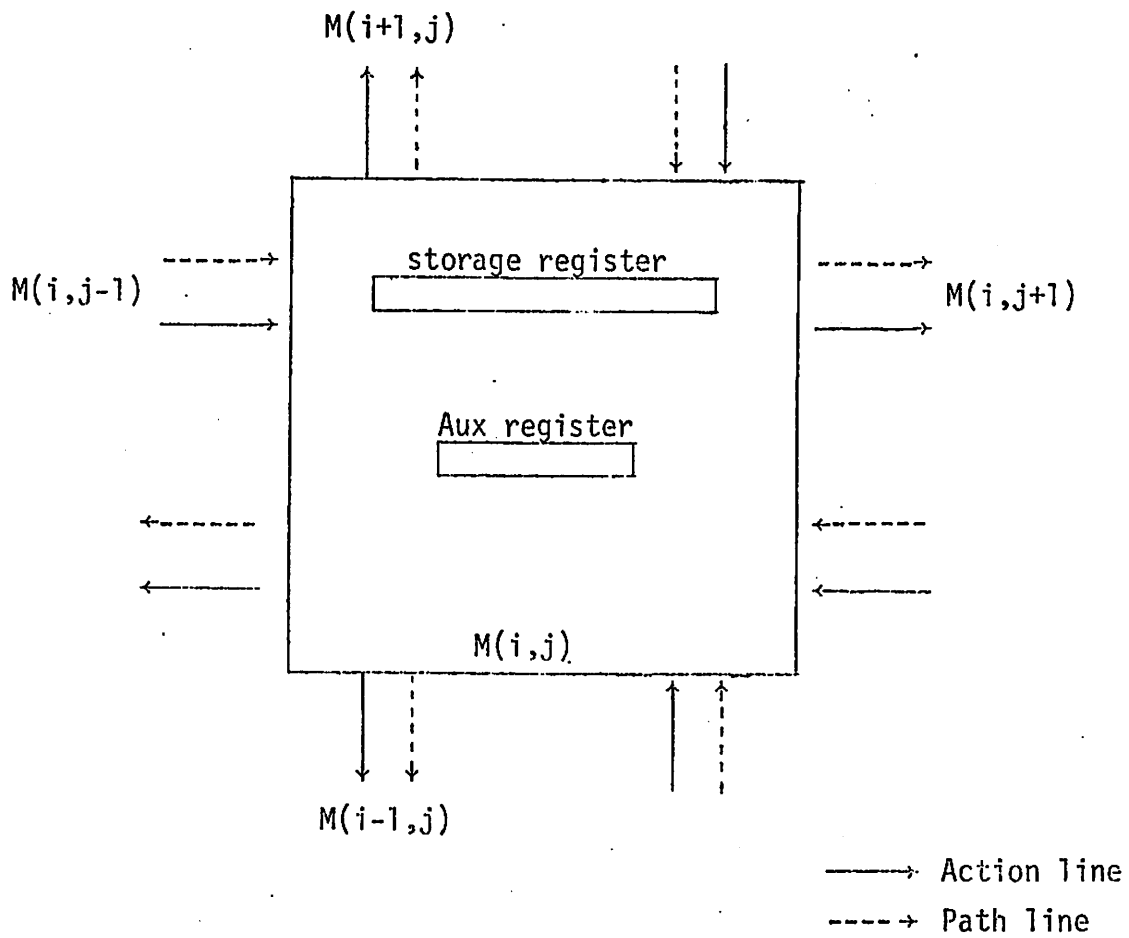 M(i+1,j)
storage register
M(i,j-1)
M(i,j+1)
Aux register
M(i,j)
M(i-1,j)
Action line
Path line